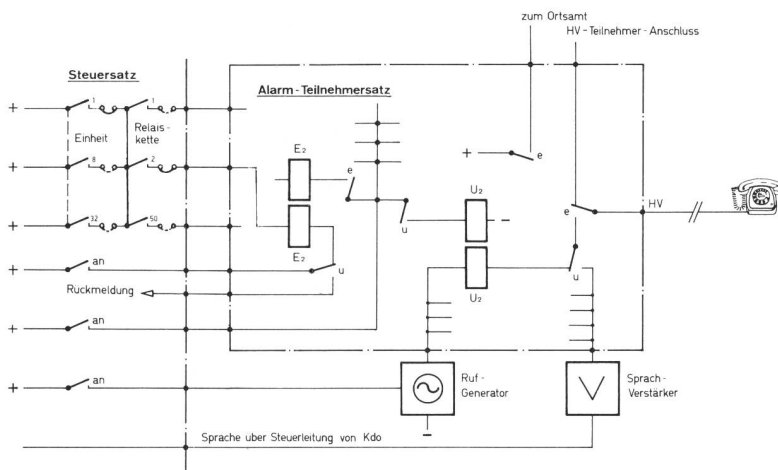 zum Ortsamt
HV-Teilnehmer-Anschluss
Steuersatz
Alarm-Teilnehmersatz
+ 1 1
Einheit
Relais-
kette
E2
e
+ e
+ 8 2
U2
u
–
e
HV
+ 32 50
E2
u
u
+ an
U2
Rückmeldung
+ an
+ an
Ruf-
Generator
Sprach-
Verstärker
–
Sprache über Steuerleitung von Kdo